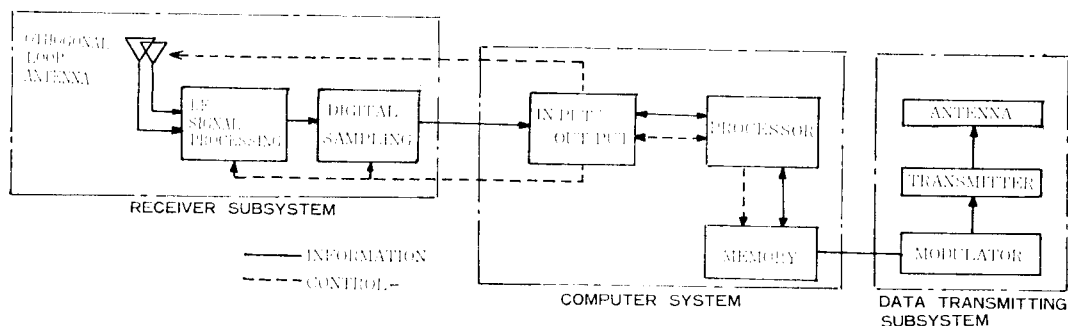 ORTHOGONAL
LOOP
ANTENNA
LF
SIGNAL
PROCESSING
DIGITAL
SAMPLING
INPUT/
OUTPUT
PROCESSOR
MEMORY
ANTENNA
TRANSMITTER
MODULATOR
RECEIVER SUBSYSTEM
INFORMATION
CONTROL
COMPUTER SYSTEM
DATA TRANSMITTING
SUBSYSTEM